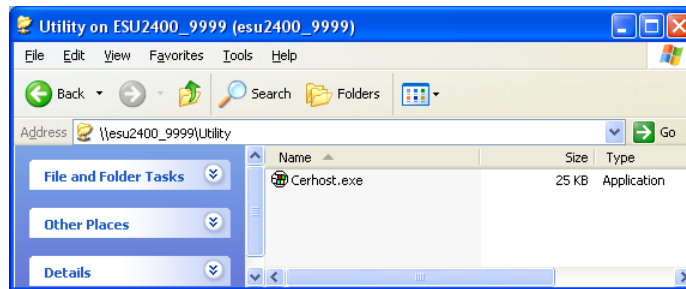 Utility on ESU2400_9999 (esu2400_9999)
File Edit View Favorites Tools Help
Back Search Folders
Address \\esu2400_9999\Utility Go
Name Size Type
File and Folder Tasks
Cerhost.exe 25 KB Application
Other Places
Details